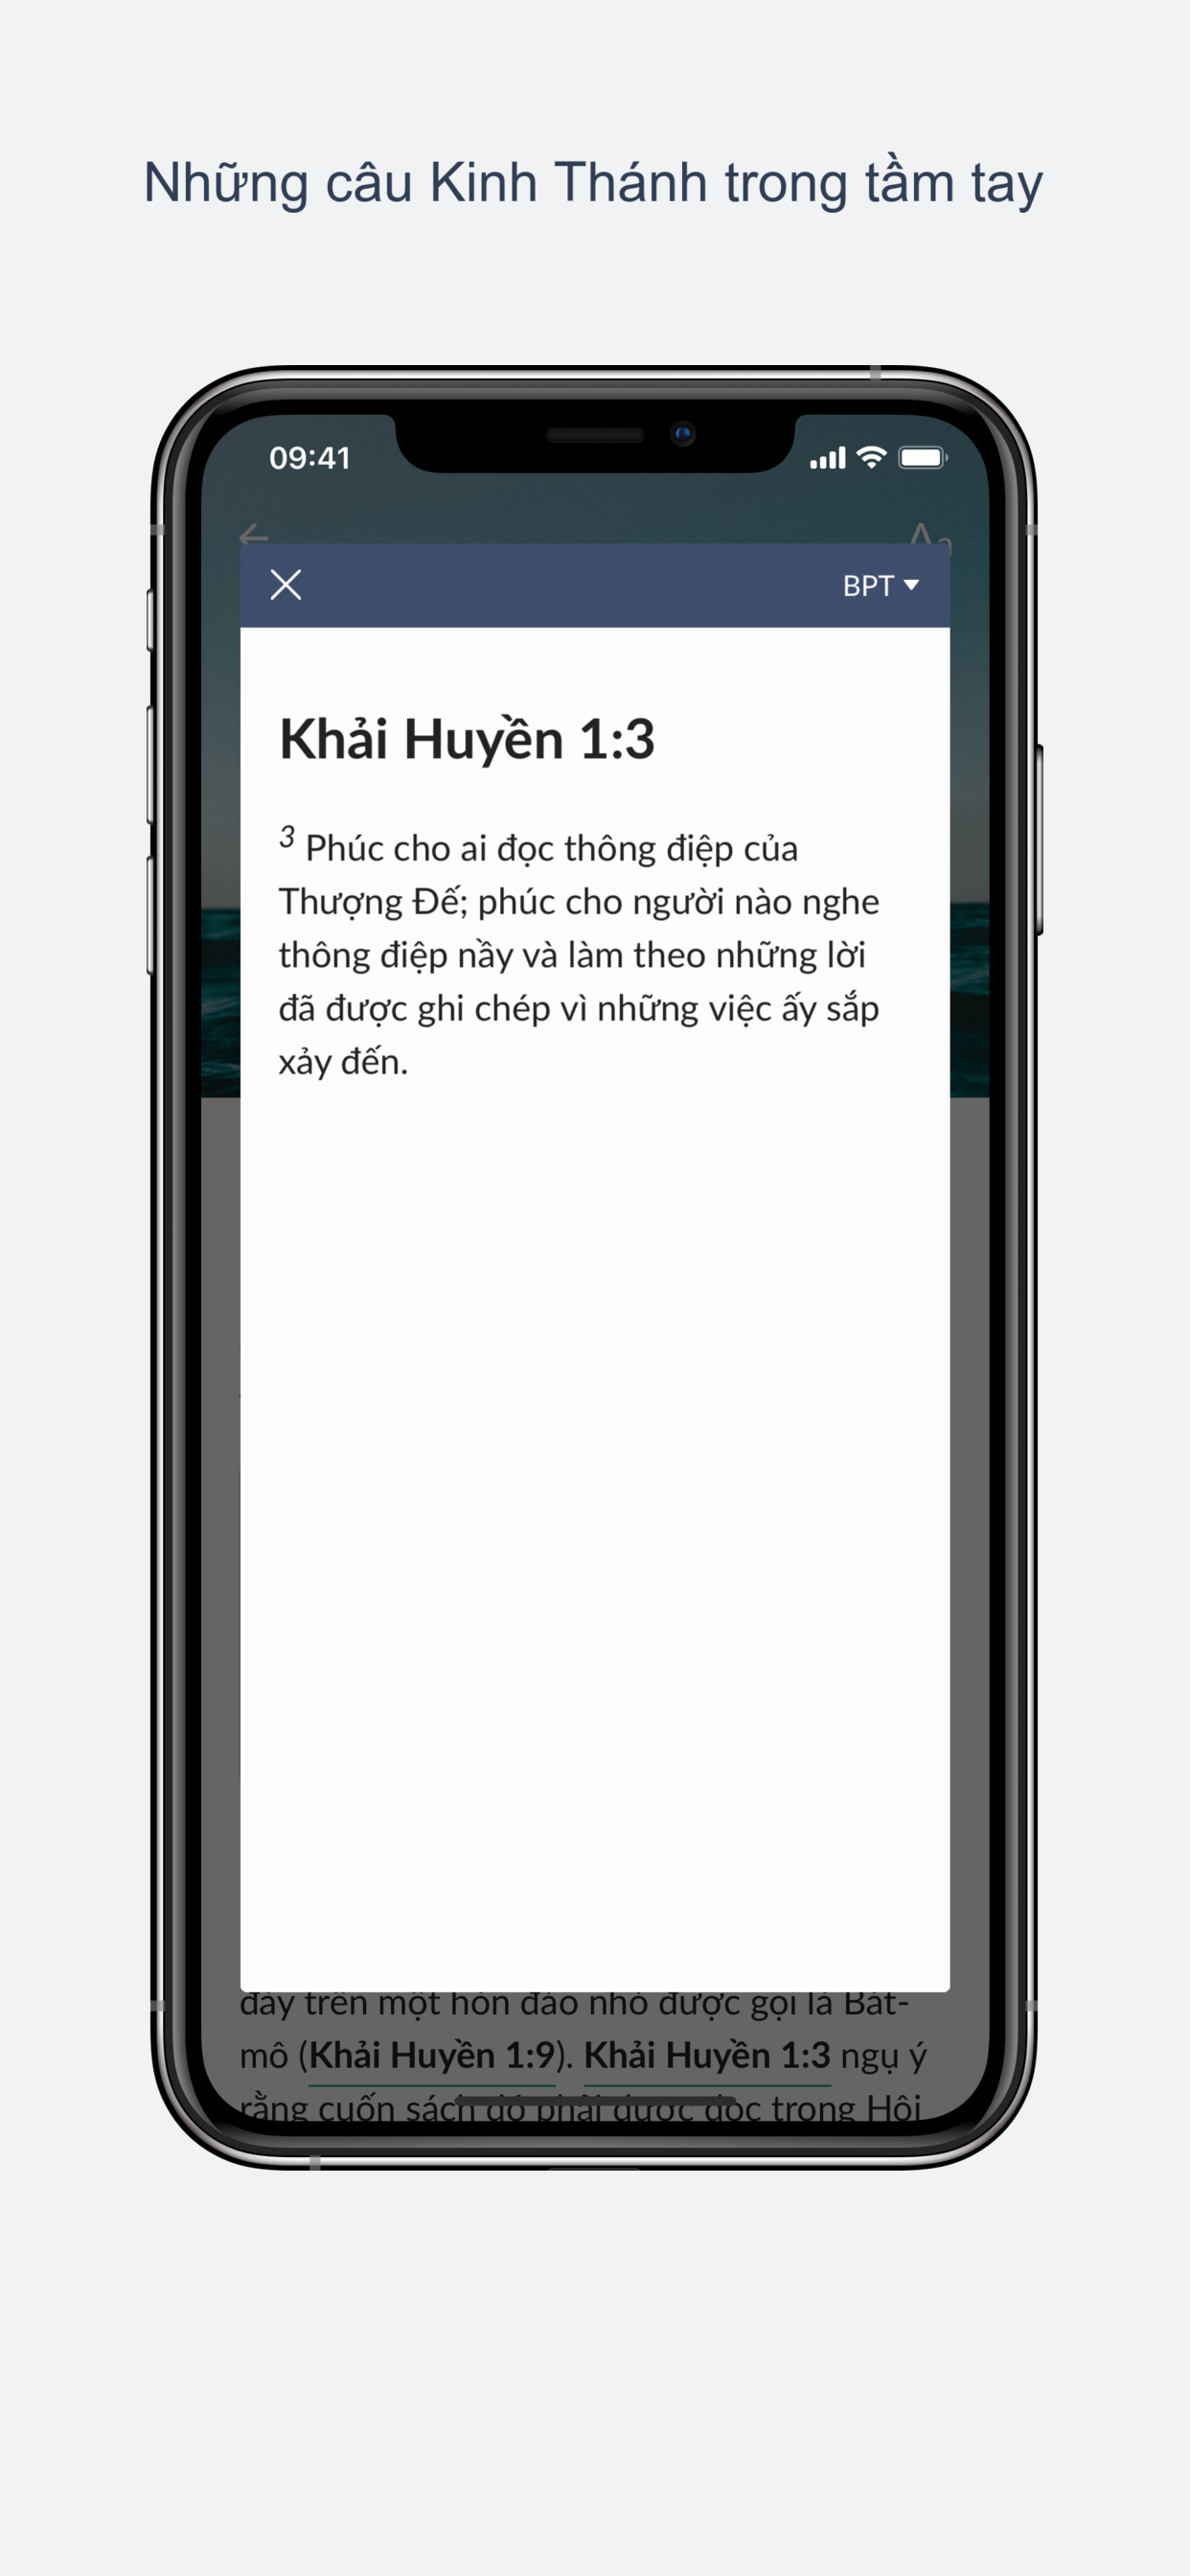 Những câu Kinh Thánh trong tầm tay
09:41
Aa
BPT
Khải Huyền 1:3
3 Phúc cho ai đọc thông điệp của
Thượng Đế; phúc cho người nào nghe
thông điệp nầy và làm theo những lời
đã được ghi chép vì những việc ấy sắp
xảy đến.
đày trên một hòn đảo nhỏ được gọi là Bát-
mô (Khải Huyền 1:9). Khải Huyền 1:3 ngụ ý
rằng cuốn sách đó phải được đọc trong Hội